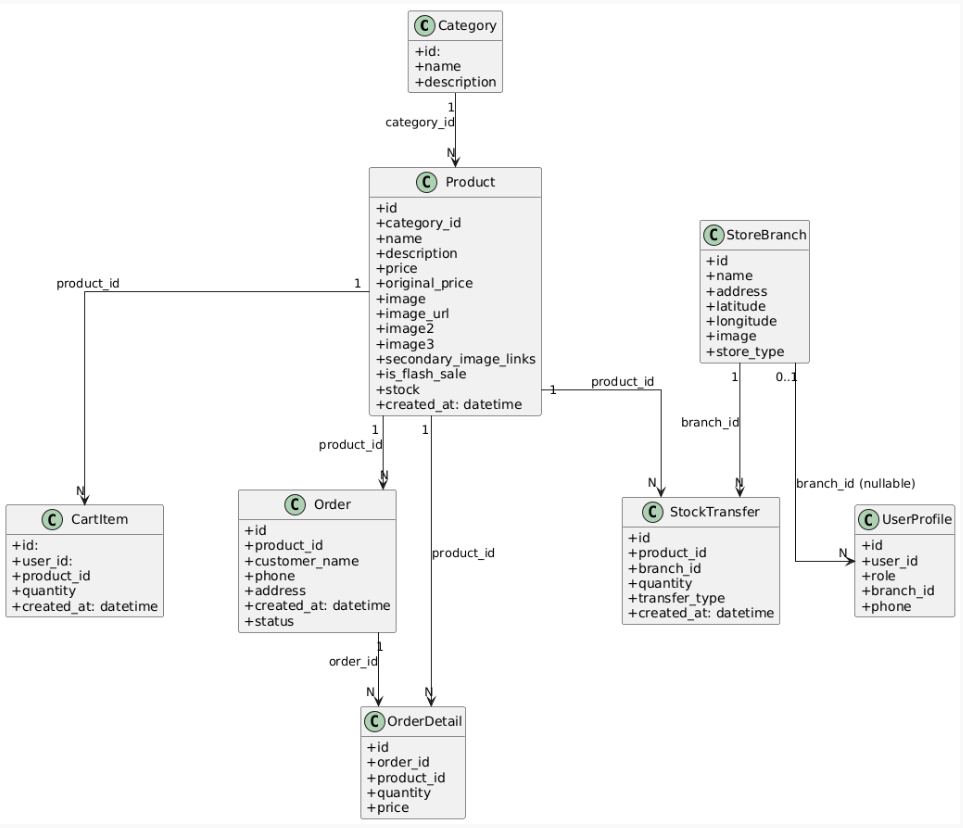 C Category
+id:
+name
+description
1
category_id
N
C Product
+id
+category_id
+name
+description
+price
+original_price
+image
+image_url
+image2
+image3
+secondary_image_links
+is_flash_sale
+stock
+created_at: datetime
C StoreBranch
+id
+name
+address
+latitude
+longitude
+image
+store_type
product_id
1
N
1
product_id
N
1
product_id
N
1
product_id
N
1
branch_id
N
0..1
branch_id (nullable)
N
C CartItem
+id:
+user_id:
+product_id
+quantity
+created_at: datetime
C Order
+id
+product_id
+customer_name
+phone
+address
+created_at: datetime
+status
C StockTransfer
+id
+product_id
+branch_id
+quantity
+transfer_type
+created_at: datetime
C UserProfile
+id
+user_id
+role
+branch_id
+phone
1
order_id
N
C OrderDetail
+id
+order_id
+product_id
+quantity
+price